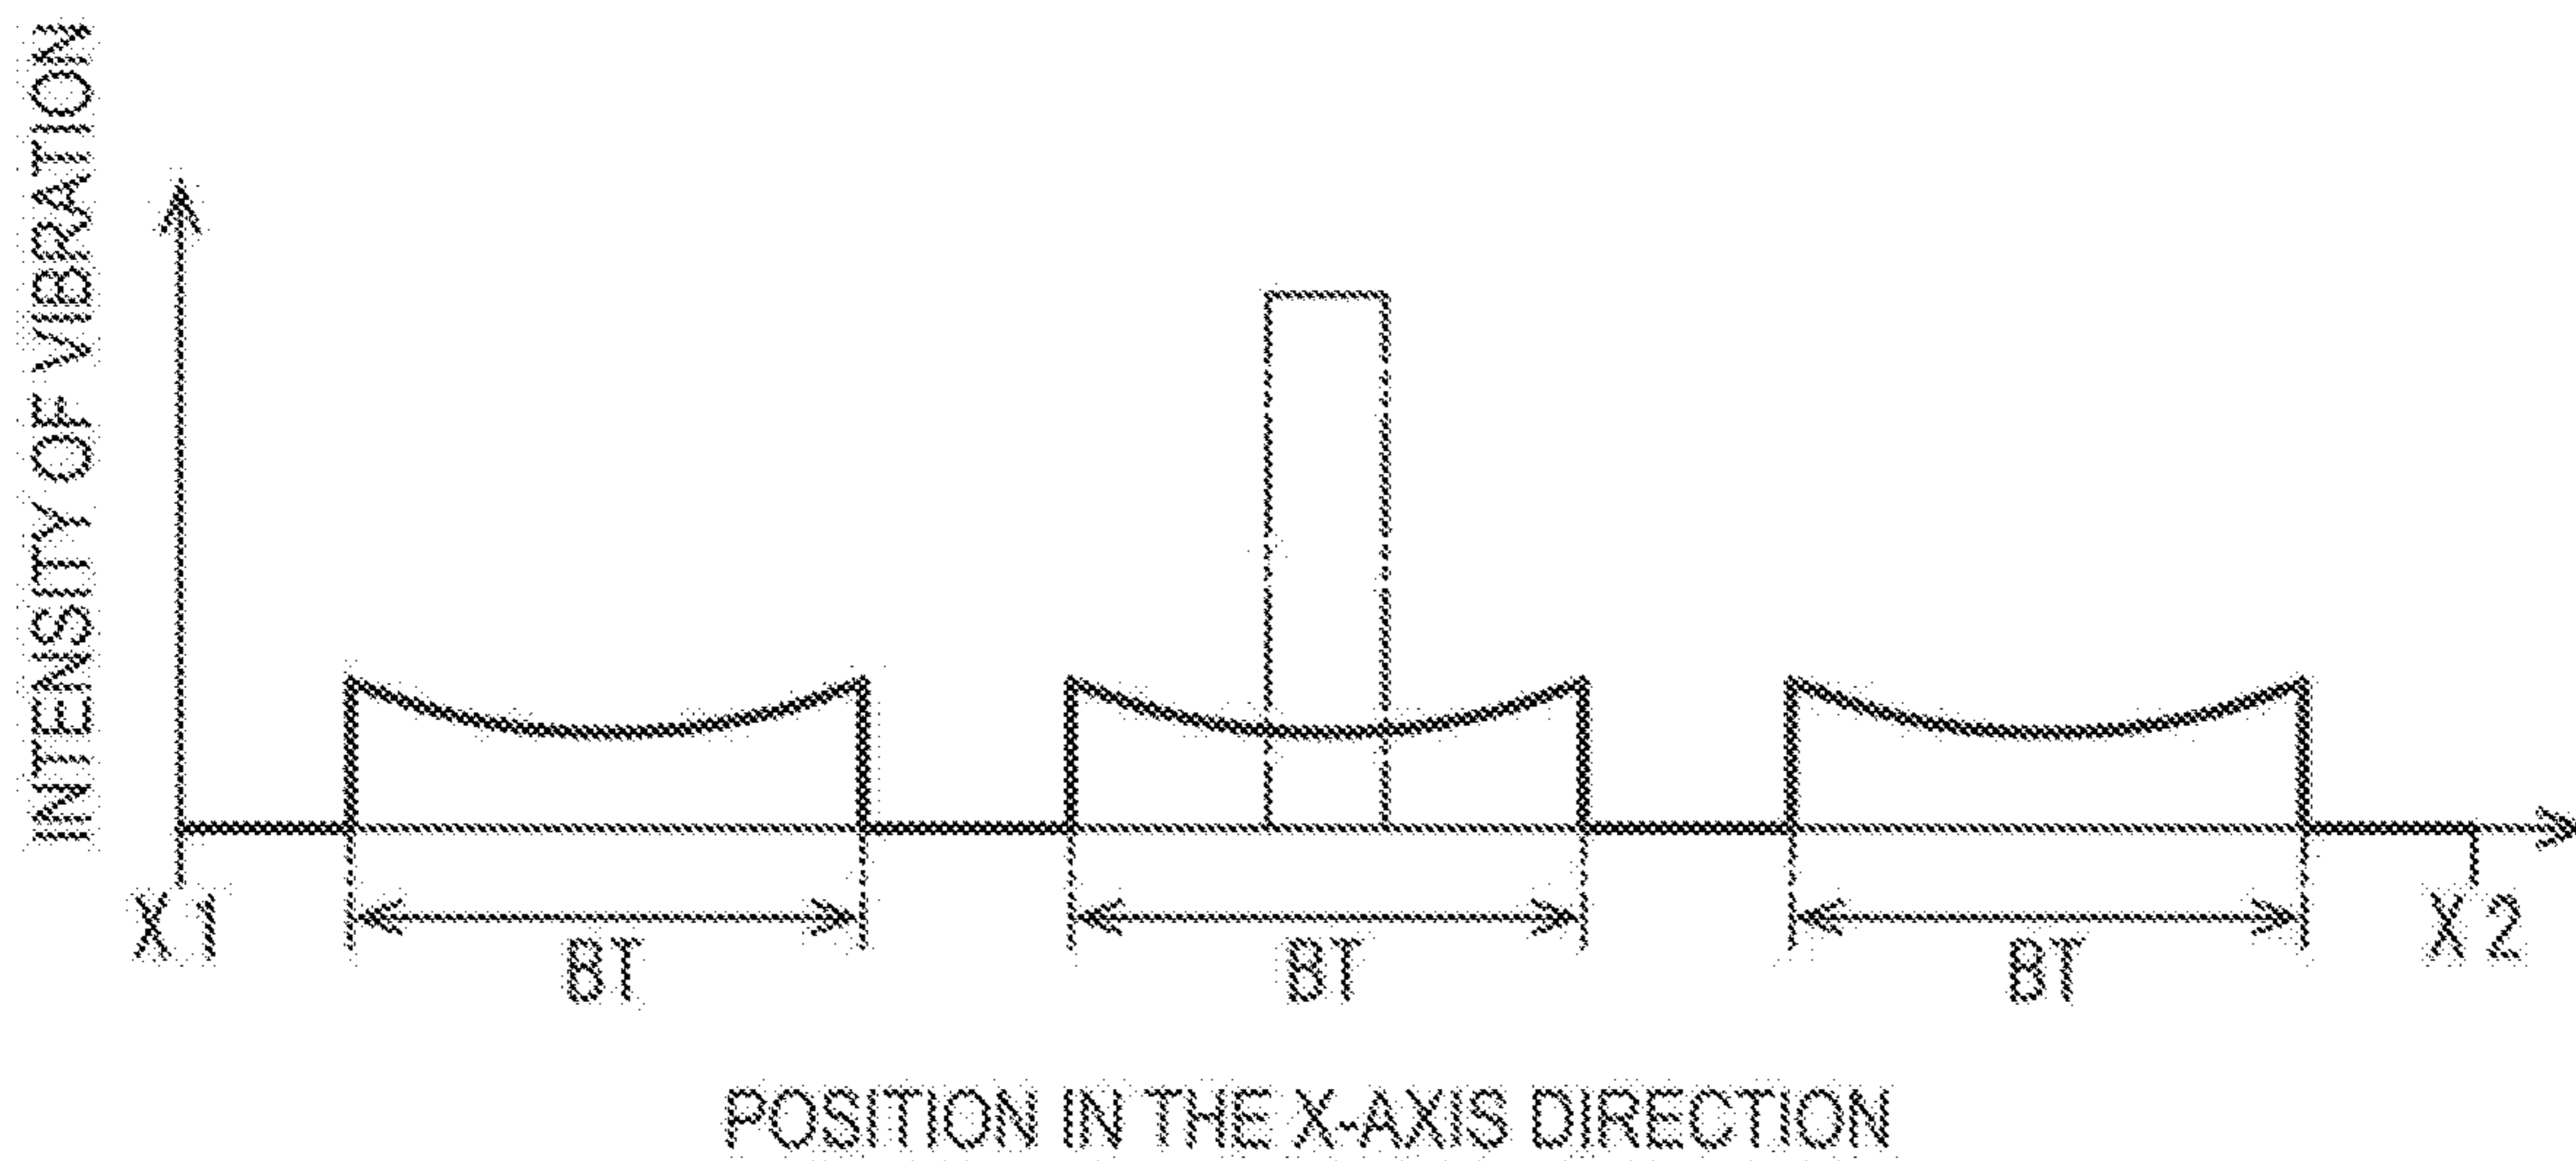 INTENSITY OF VIBRATION
X1
BT
BT
BT
X2
POSITION IN THE X-AXIS DIRECTION